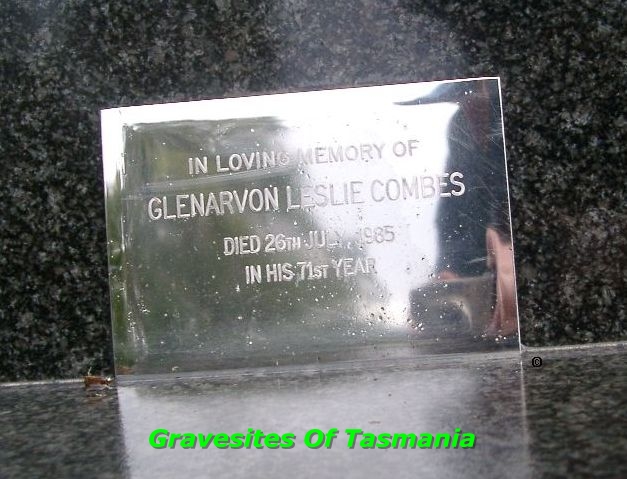 IN LOVING MEMORY OF
GLENARVON LESLIE COMBES
DIED 26TH JULY, 1985
IN HIS 71ST YEAR
©
Gravesites Of Tasmania